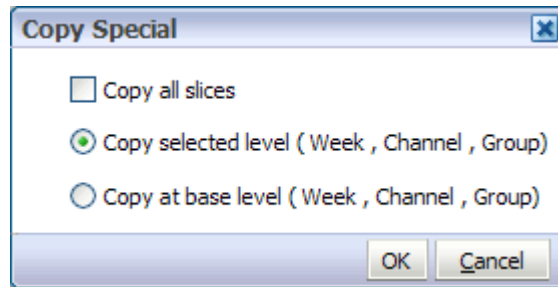 Copy Special
Copy all slices
Copy selected level ( Week , Channel , Group)
Copy at base level ( Week , Channel , Group)
OK Cancel